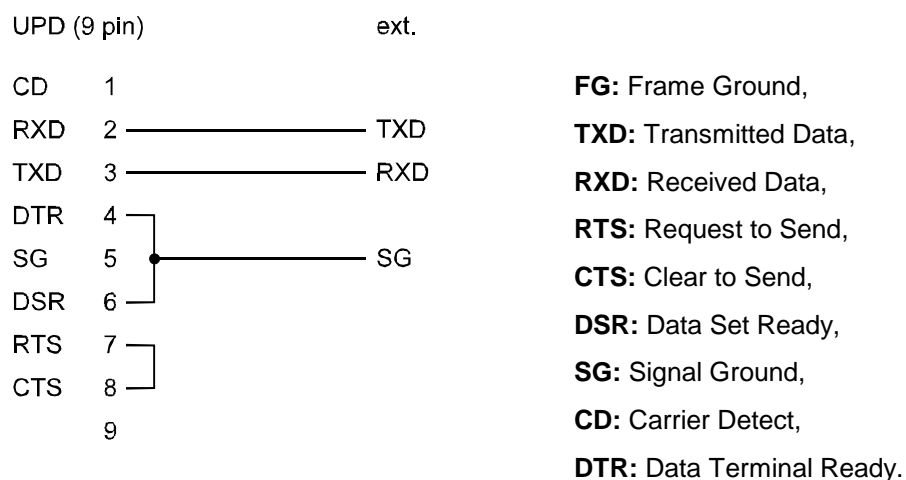 UPD (9 pin) ext.
CD 1
RXD 2 TXD
TXD 3 RXD
DTR 4
SG 5 SG
DSR 6
RTS 7
CTS 8
9
FG: Frame Ground,
TXD: Transmitted Data,
RXD: Received Data,
RTS: Request to Send,
CTS: Clear to Send,
DSR: Data Set Ready,
SG: Signal Ground,
CD: Carrier Detect,
DTR: Data Terminal Ready.